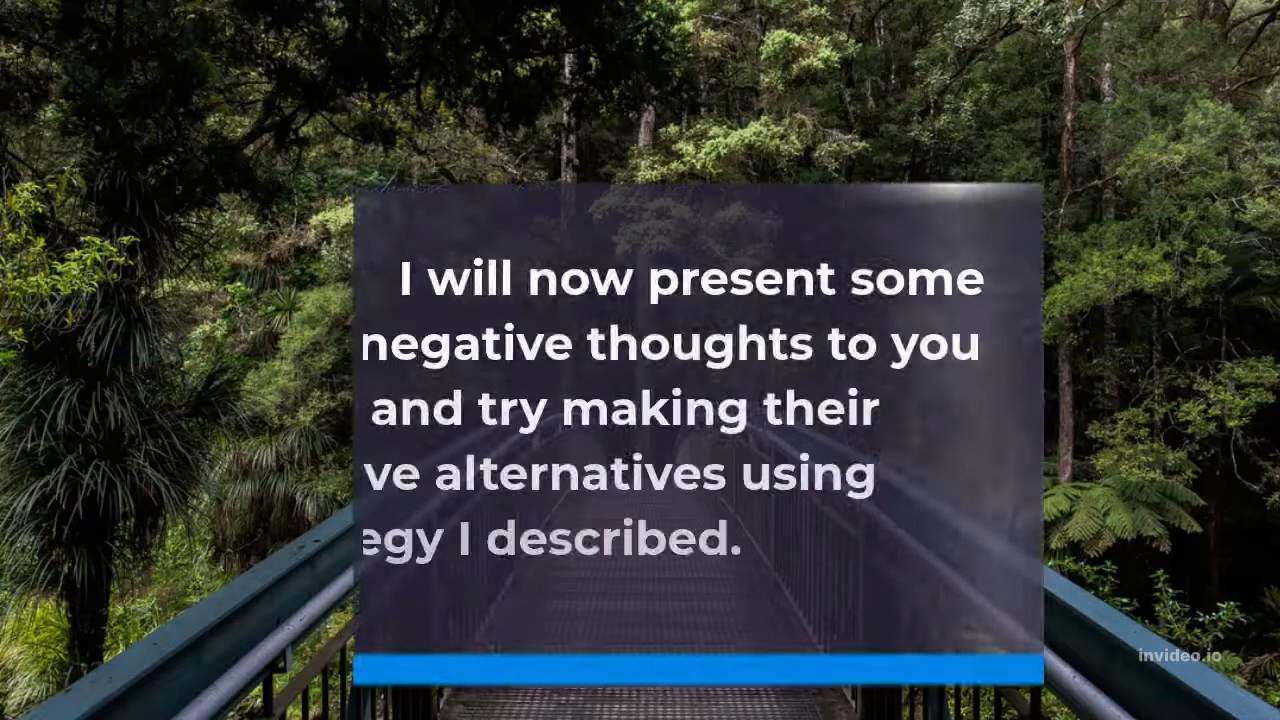 I will now present some
negative thoughts to you
and try making their
ve alternatives using
egy I described.
invideo.io